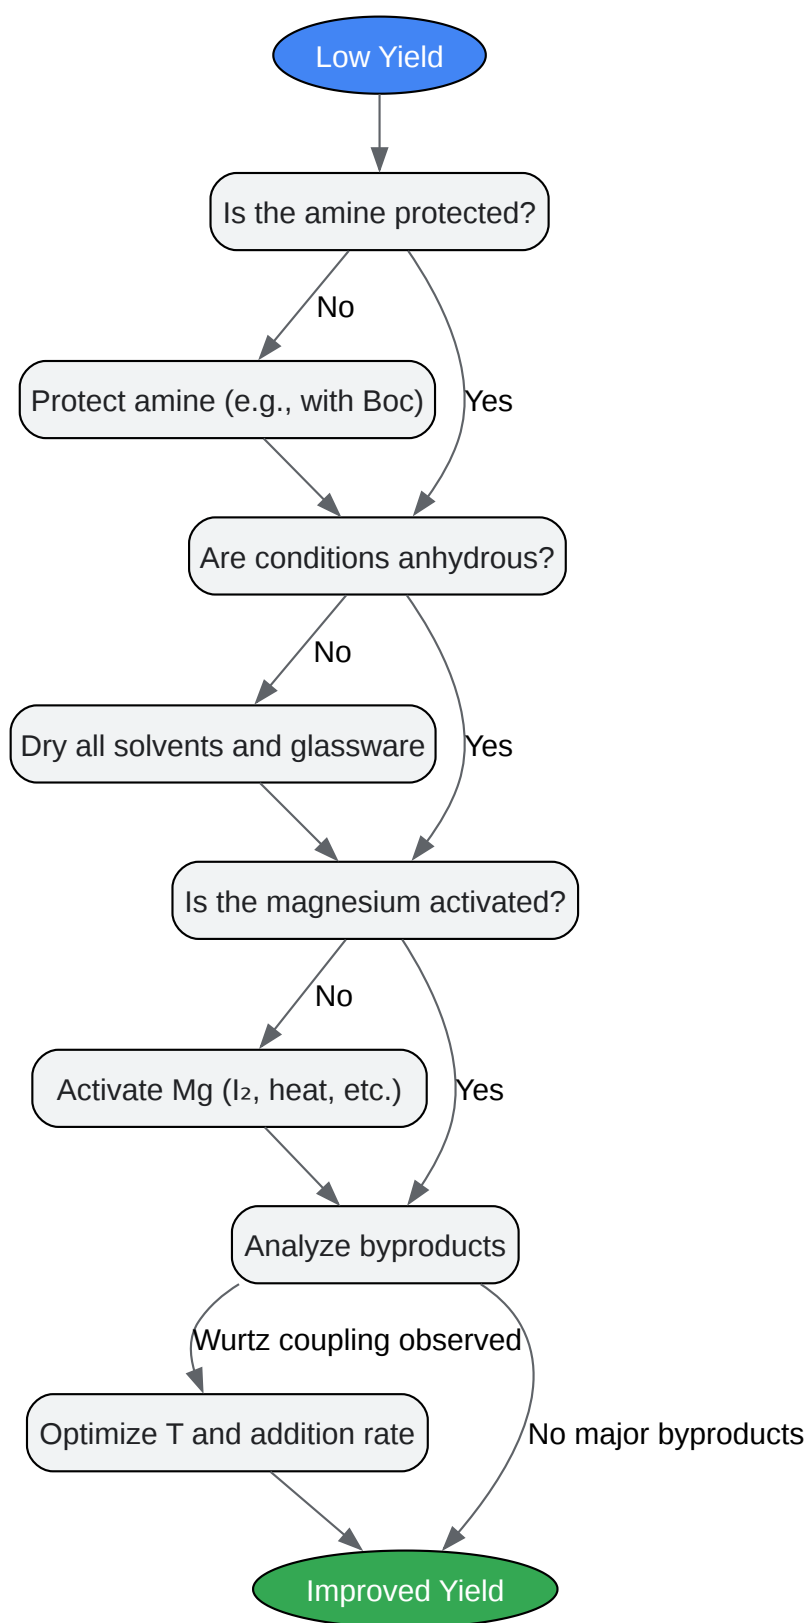 Low Yield
Is the amine protected?
No
Protect amine (e.g., with Boc)
Yes
Are conditions anhydrous?
No
Dry all solvents and glassware
Yes
Is the magnesium activated?
No
Activate Mg (I₂, heat, etc.)
Yes
Analyze byproducts
Wurtz coupling observed
Optimize T and addition rate
No major byproducts
Improved Yield